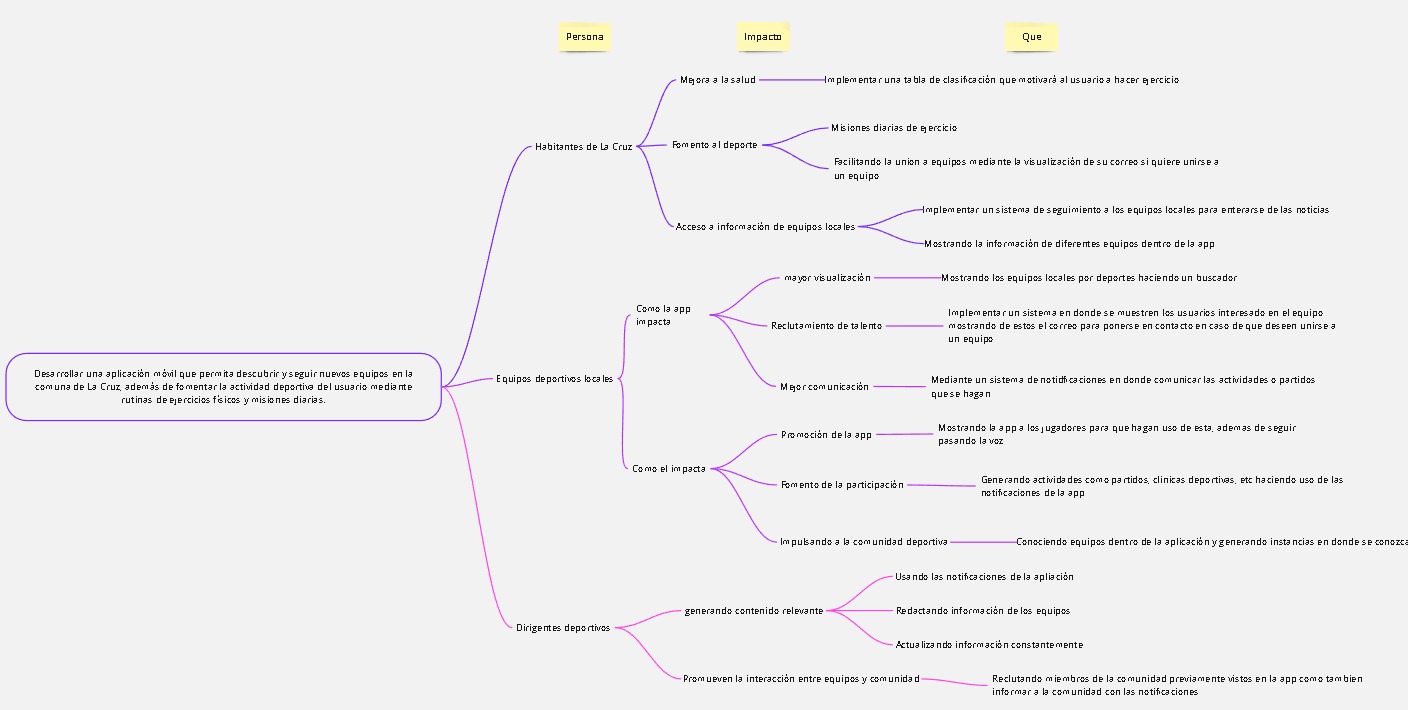 Persona
Impacto
Que
Desarrollar una aplicación móvil que permita descubrir y seguir nuevos equipos en la
comuna de La Cruz, además de fomentar la actividad deportiva del usuario mediante
rutinas de ejercicios físicos y misiones diarias.
Habitantes de La Cruz
Mejora a la salud
Implementar una tabla de clasificación que motivará al usuario a hacer ejercicio
Fomento al deporte
Misiones diarias de ejercicio
Facilitando la union a equipos mediante la visualización de su correo si quiere unirse a
un equipo
Acceso a información de equipos locales
Implementar un sistema de seguimiento a los equipos locales para enterarse de las noticias
Mostrando la información de diferentes equipos dentro de la app
Equipos deportivos locales
Como la app
impacta
mayor visualización
Mostrando los equipos locales por deportes haciendo un buscador
Reclutamiento de talento
Implementar un sistema en donde se muestren los usuarios interesado en el equipo
mostrando de estos el correo para ponerse en contacto en caso de que deseen unirse a
un equipo
Mejor comunicación
Mediante un sistema de notidficaciones en donde comunicar las actividades o partidos
que se hagan
Como el impacta
Promoción de la app
Mostrando la app a los jugadores para que hagan uso de esta, ademas de seguir
pasando la voz
Fomento de la participación
Generando actividades como partidos, clinicas deportivas, etc haciendo uso de las
notificaciones de la app
Impulsando a la comunidad deportiva
Conociendo equipos dentro de la aplicación y generando instancias en donde se conozca
Dirigentes deportivos
generando contenido relevante
Usando las notificaciones de la apliación
Redactando información de los equipos
Actualizando información constantemente
Promueven la interacción entre equipos y comunidad
Reclutando miembros de la comunidad previamente vistos en la app como tambien
informar a la comunidad con las notificaciones